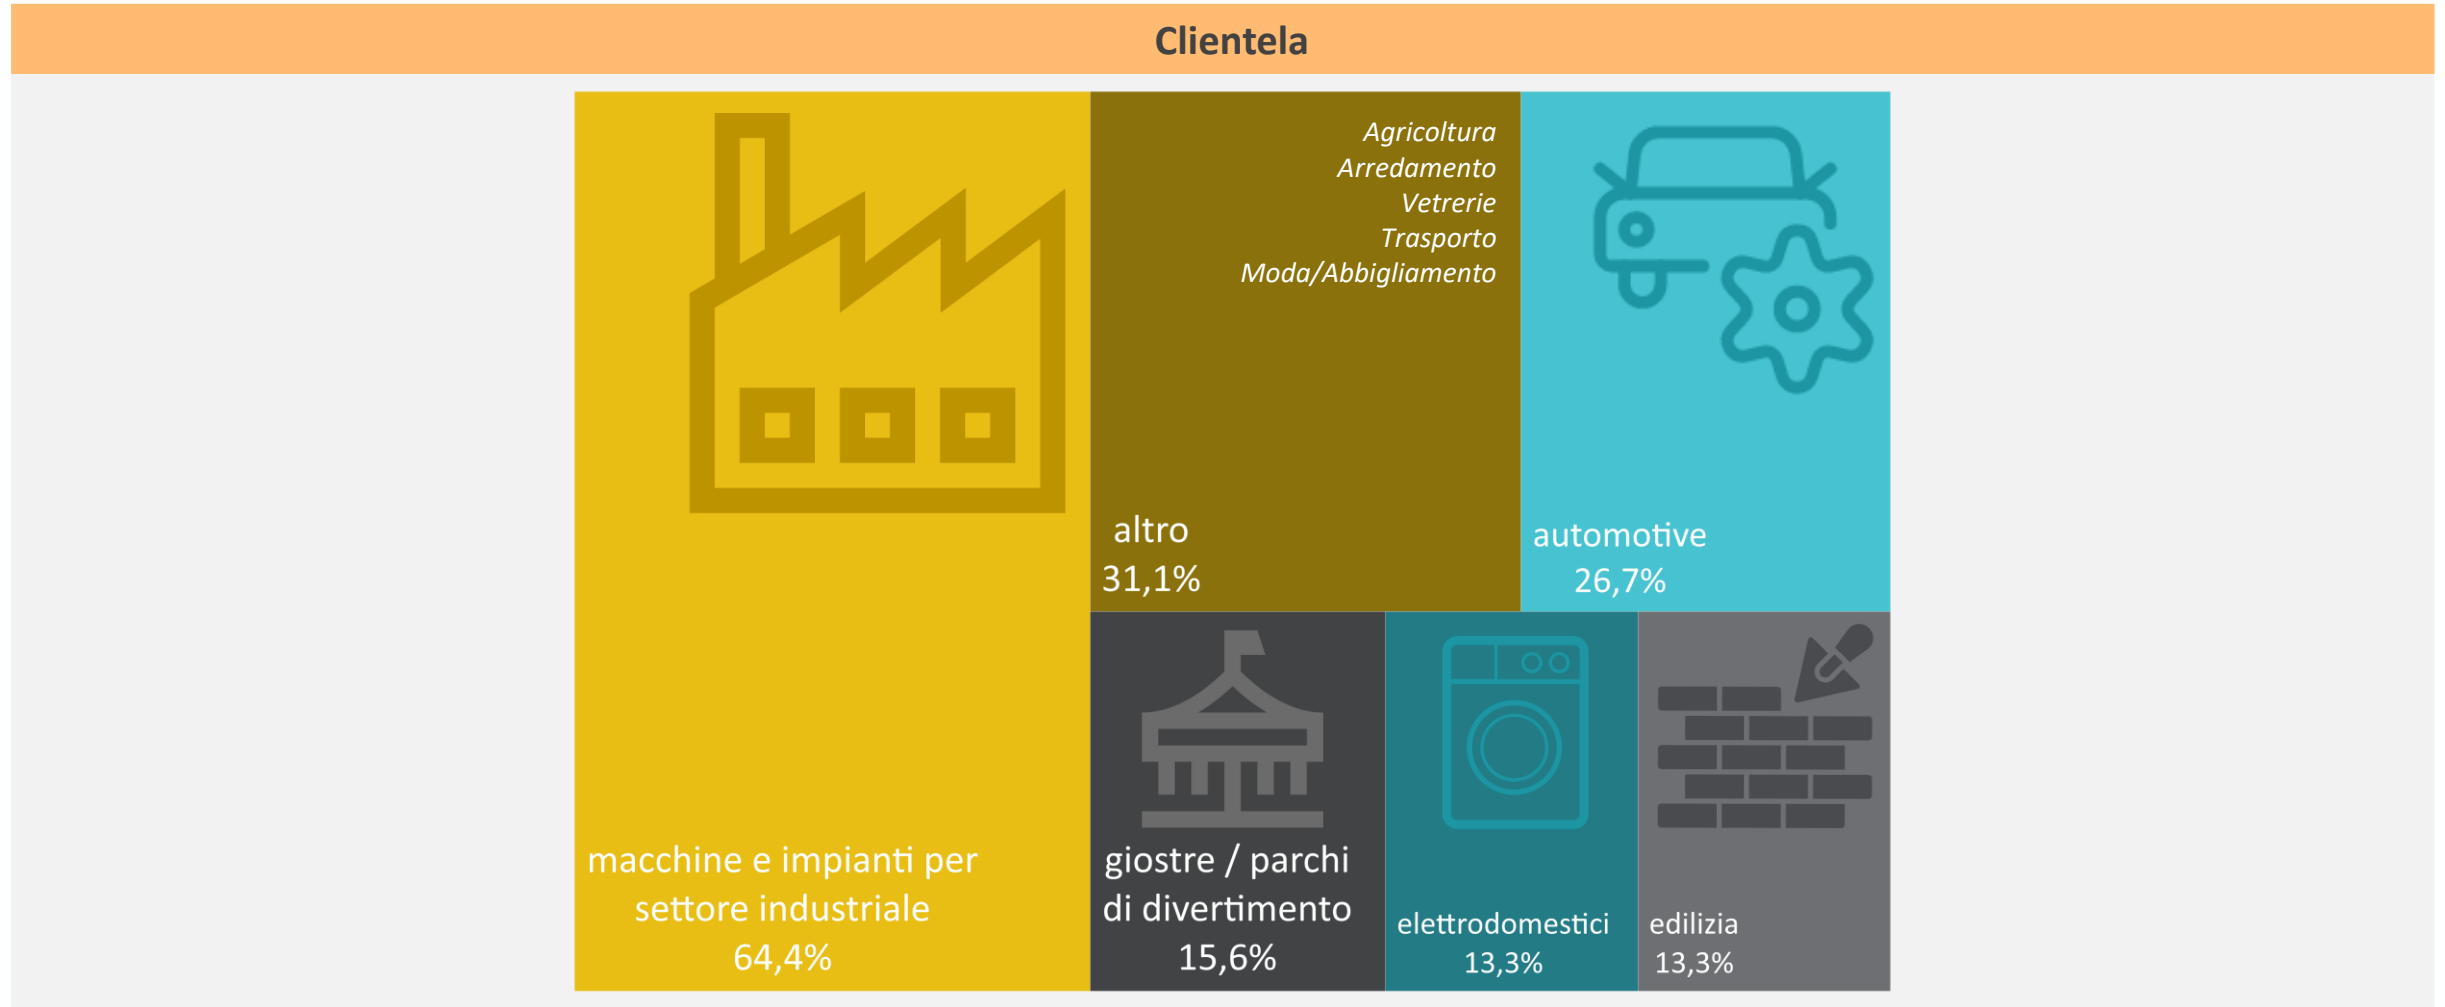 Clientela
macchine e impianti per
settore industriale
64,4%
Agricoltura
Arredamento
Vetrerie
Trasporto
Moda/Abbigliamento
altro
31,1%
automotive
26,7%
giostre / parchi
di divertimento
15,6%
elettrodomestici
13,3%
edilizia
13,3%